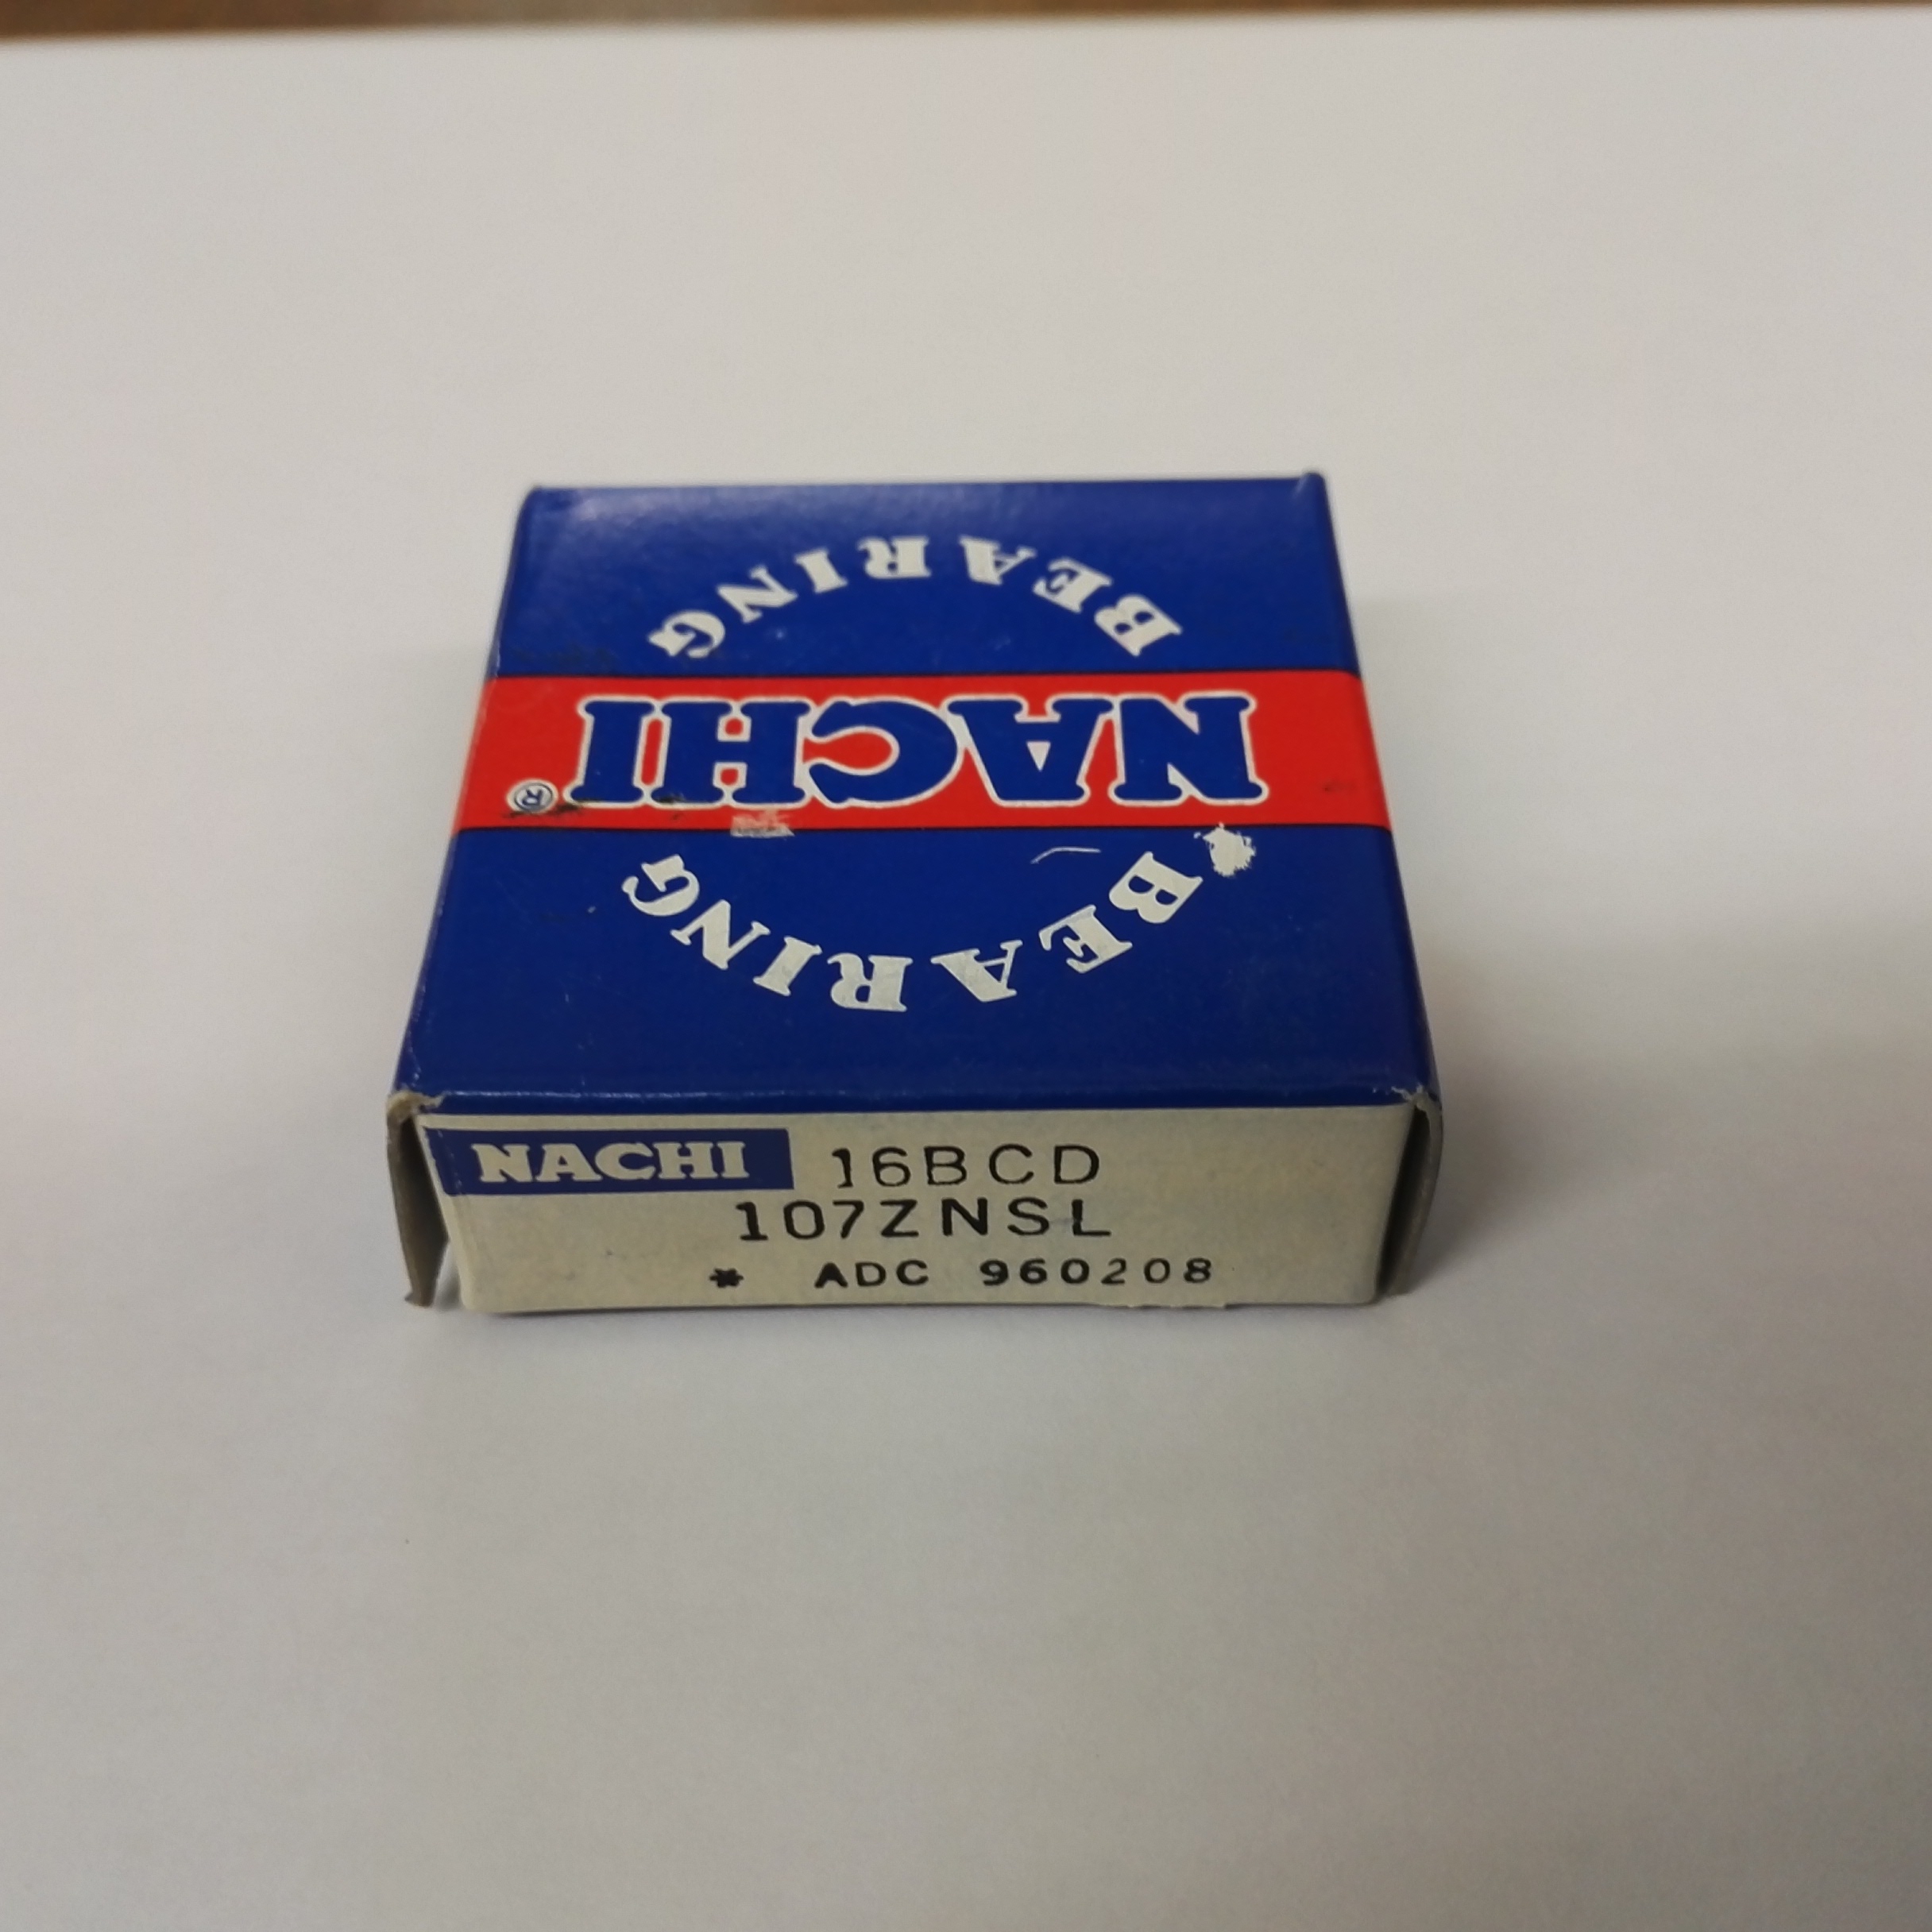 BEARING
NACHI®
BEARING
NACHI 16BCD
107ZNSL
* ADC 960208